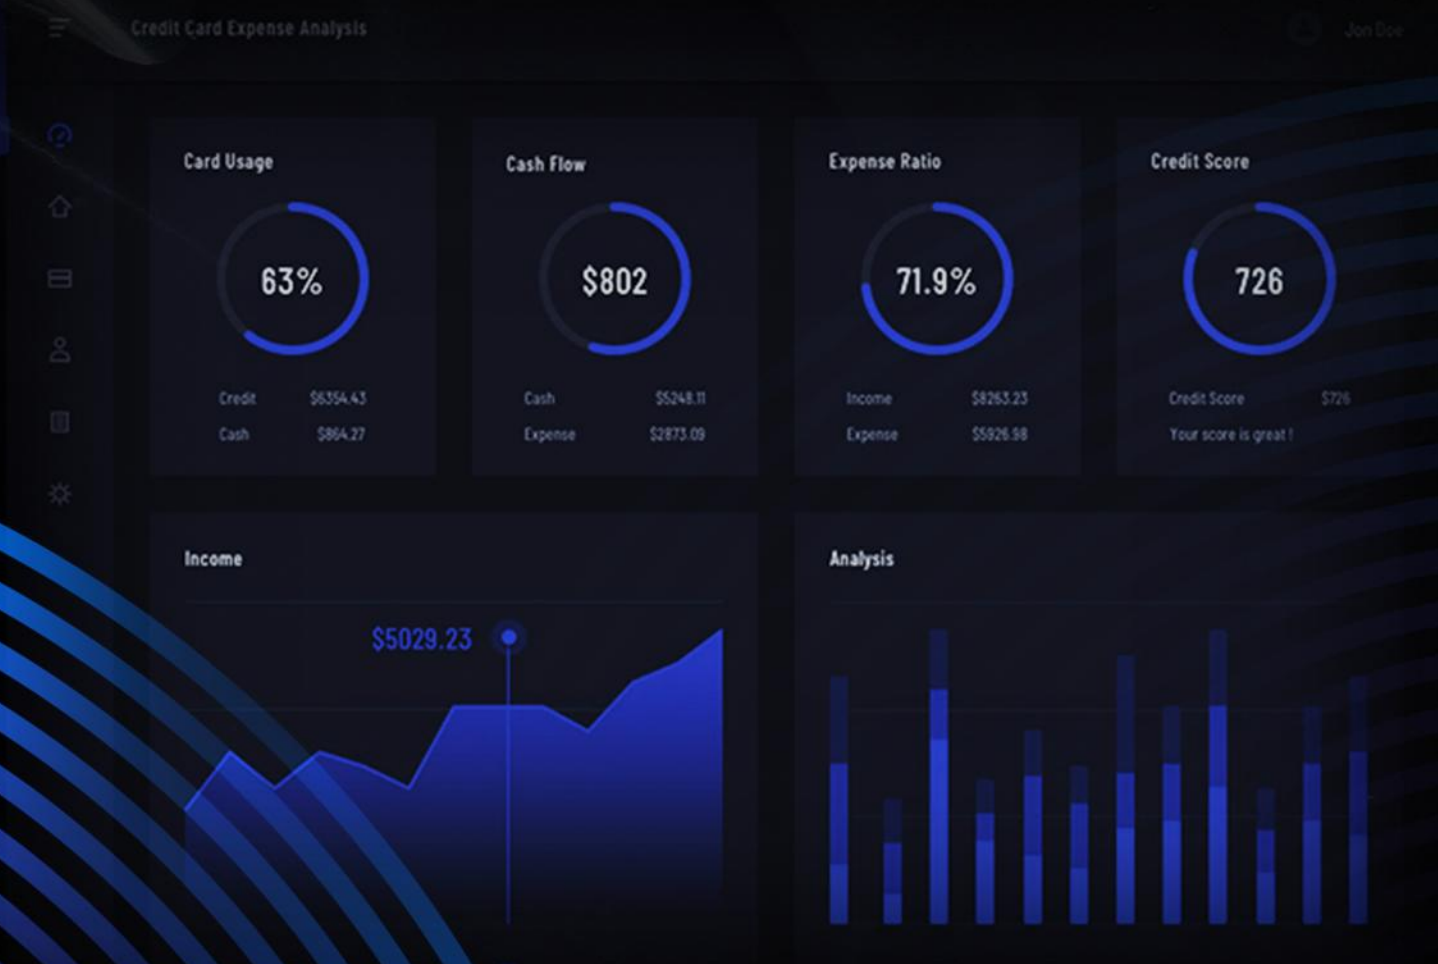 Credit Card Expense Analysis
Jon Doe
Card Usage
63%
Credit $6354.43
Cash $864.27
Cash Flow
$802
Cash $5248.11
Expense $2873.09
Expense Ratio
71.9%
Income $8263.23
Expense $5926.98
Credit Score
726
Credit Score $726
Your score is great !
Income
$5029.23
Analysis